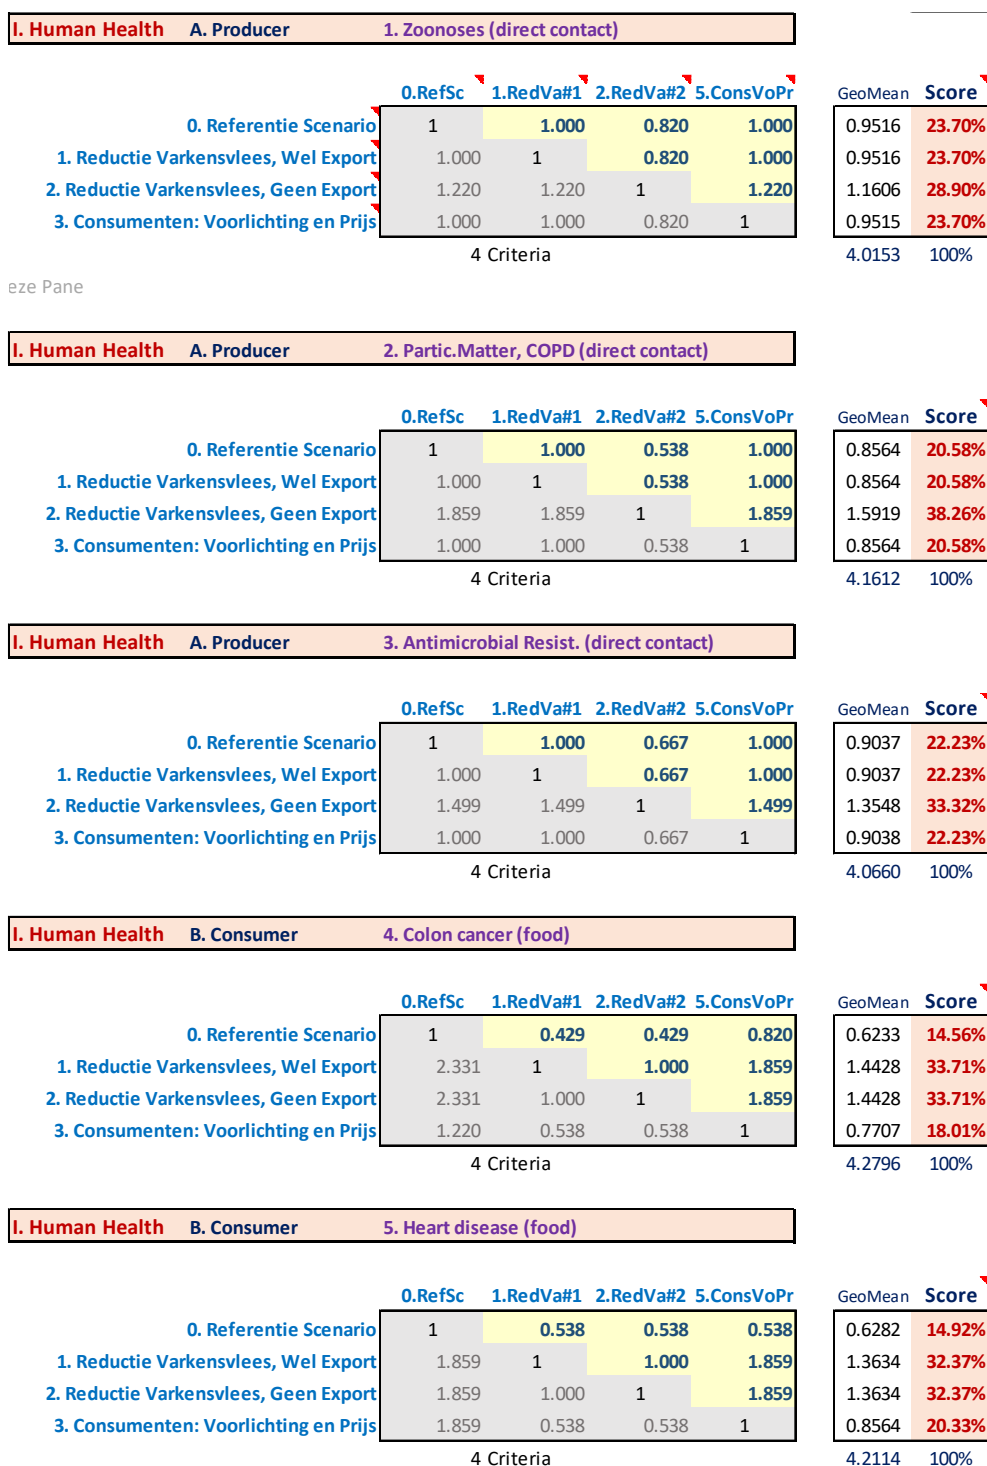 I. Human Health A. Producer 1. Zoonoses (direct contact)
0.RefSc 1.RedVa#1 2.RedVa#2 5.ConsVoPr GeoMean Score
0. Referentie Scenario 1 1.000 0.820 1.000 0.9516 23.70%
1. Reductie Varkensvlees, Wel Export 1.000 1 0.820 1.000 0.9516 23.70%
2. Reductie Varkensvlees, Geen Export 1.220 1.220 1 1.220 1.1606 28.90%
3. Consumenten: Voorlichting en Prijs 1.000 1.000 0.820 1 0.9515 23.70%
4 Criteria 4.0153 100%
eze Pane
I. Human Health A. Producer 2. Partic.Matter, COPD (direct contact)
0.RefSc 1.RedVa#1 2.RedVa#2 5.ConsVoPr GeoMean Score
0. Referentie Scenario 1 1.000 0.538 1.000 0.8564 20.58%
1. Reductie Varkensvlees, Wel Export 1.000 1 0.538 1.000 0.8564 20.58%
2. Reductie Varkensvlees, Geen Export 1.859 1.859 1 1.859 1.5919 38.26%
3. Consumenten: Voorlichting en Prijs 1.000 1.000 0.538 1 0.8564 20.58%
4 Criteria 4.1612 100%
I. Human Health A. Producer 3. Antimicrobial Resist. (direct contact)
0.RefSc 1.RedVa#1 2.RedVa#2 5.ConsVoPr GeoMean Score
0. Referentie Scenario 1 1.000 0.667 1.000 0.9037 22.23%
1. Reductie Varkensvlees, Wel Export 1.000 1 0.667 1.000 0.9037 22.23%
2. Reductie Varkensvlees, Geen Export 1.499 1.499 1 1.499 1.3548 33.32%
3. Consumenten: Voorlichting en Prijs 1.000 1.000 0.667 1 0.9038 22.23%
4 Criteria 4.0660 100%
I. Human Health B. Consumer 4. Colon cancer (food)
0.RefSc 1.RedVa#1 2.RedVa#2 5.ConsVoPr GeoMean Score
0. Referentie Scenario 1 0.429 0.429 0.820 0.6233 14.56%
1. Reductie Varkensvlees, Wel Export 2.331 1 1.000 1.859 1.4428 33.71%
2. Reductie Varkensvlees, Geen Export 2.331 1.000 1 1.859 1.4428 33.71%
3. Consumenten: Voorlichting en Prijs 1.220 0.538 0.538 1 0.7707 18.01%
4 Criteria 4.2796 100%
I. Human Health B. Consumer 5. Heart disease (food)
0.RefSc 1.RedVa#1 2.RedVa#2 5.ConsVoPr GeoMean Score
0. Referentie Scenario 1 0.538 0.538 0.538 0.6282 14.92%
1. Reductie Varkensvlees, Wel Export 1.859 1 1.000 1.859 1.3634 32.37%
2. Reductie Varkensvlees, Geen Export 1.859 1.000 1 1.859 1.3634 32.37%
3. Consumenten: Voorlichting en Prijs 1.859 0.538 0.538 1 0.8564 20.33%
4 Criteria 4.2114 100%